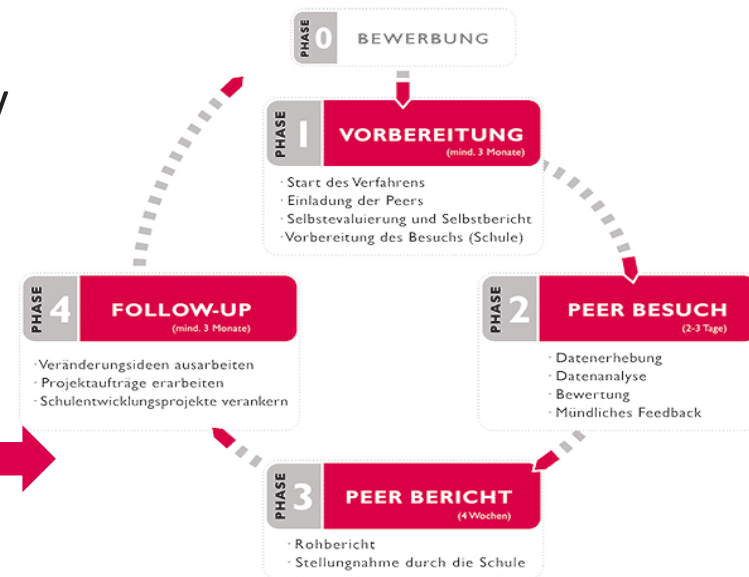 PHASE 0 BEWERBUNG
PHASE 1 VORBEREITUNG
(mind. 3 Monate)
· Start des Verfahrens
· Einladung der Peers
· Selbstevaluierung und Selbstbericht
· Vorbereitung des Besuchs (Schule)
PHASE 2 PEER BESUCH
(2-3 Tage)
· Datenerhebung
· Datenanalyse
· Bewertung
· Mündliches Feedback
PHASE 3 PEER BERICHT
(4 Wochen)
· Rohbericht
· Stellungnahme durch die Schule
PHASE 4 FOLLOW-UP
(mind. 3 Monate)
· Veränderungsideen ausarbeiten
· Projektaufträge erarbeiten
· Schulentwicklungsprojekte verankern